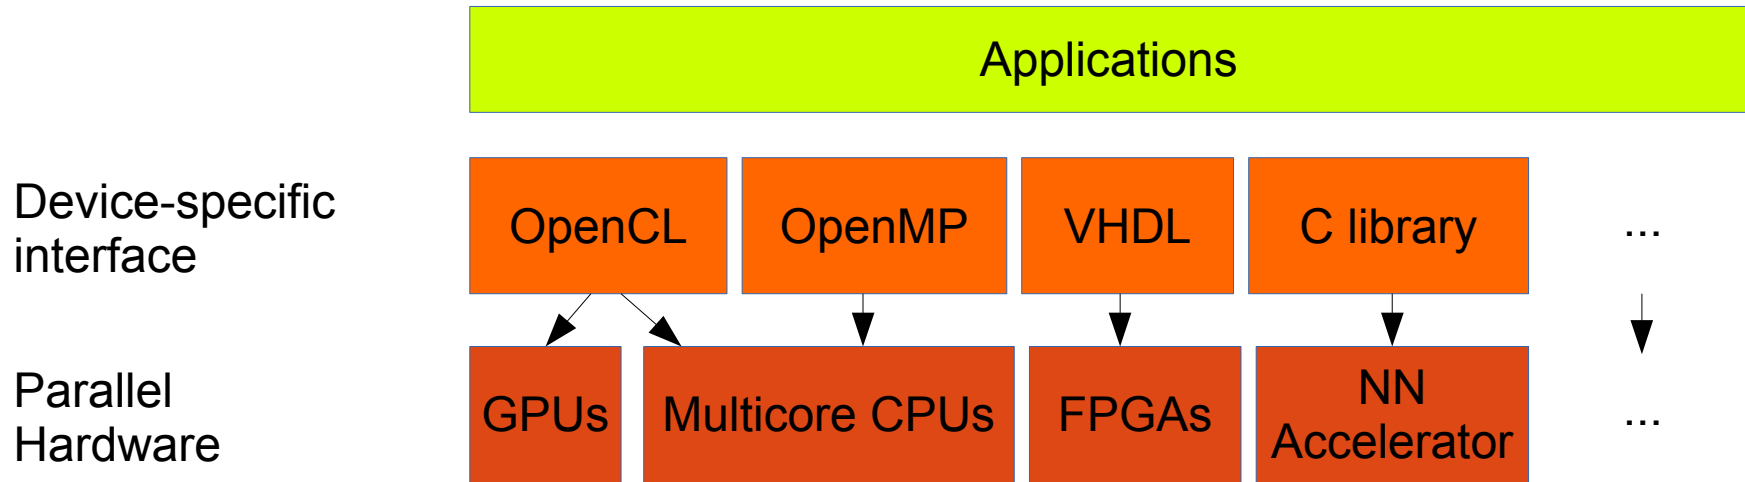 Applications
Device-specific
interface
OpenCL
OpenMP
VHDL
C library
...
Parallel
Hardware
GPUs
Multicore CPUs
FPGAs
NN
Accelerator
...